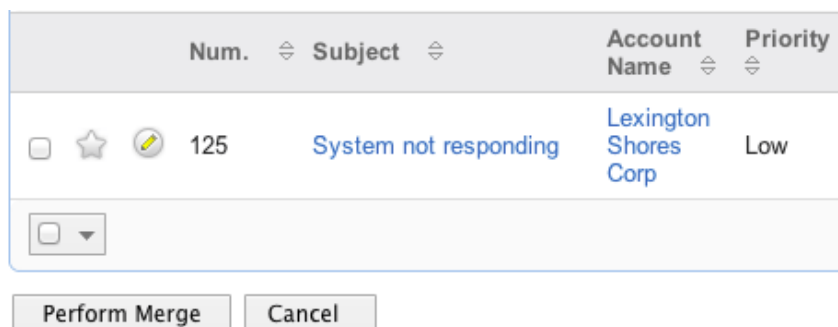 Num. Subject Account Name Priority
125 System not responding Lexington Shores Corp Low
Perform Merge Cancel